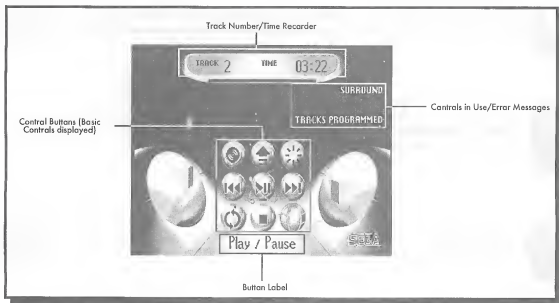 Track Number/Time Recorder
TRACK 2 TIME 03:22
SURROUND
Controls in Use/Error Messages
TRACKS PROGRAMMED
Control Buttons (Basic
Controls displayed)
Play / Pause
SEGA
Button Label